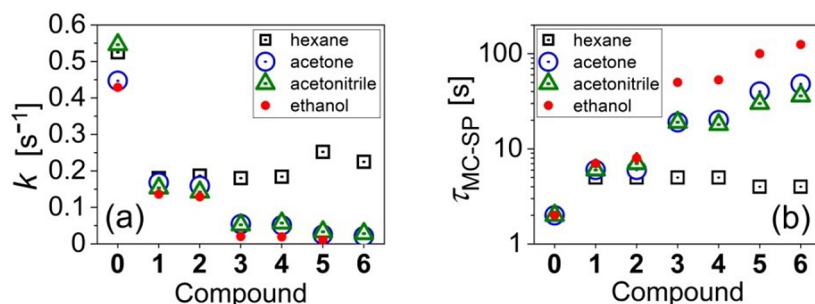 0.6
0.5
0.4
0.3
0.2
0.1
0
k [s⁻¹]
hexane
acetone
acetonitrile
ethanol
(a)
0 1 2 3 4 5 6
Compound
100
10
1
τMC-SP [s]
hexane
acetone
acetonitrile
ethanol
(b)
0 1 2 3 4 5 6
Compound